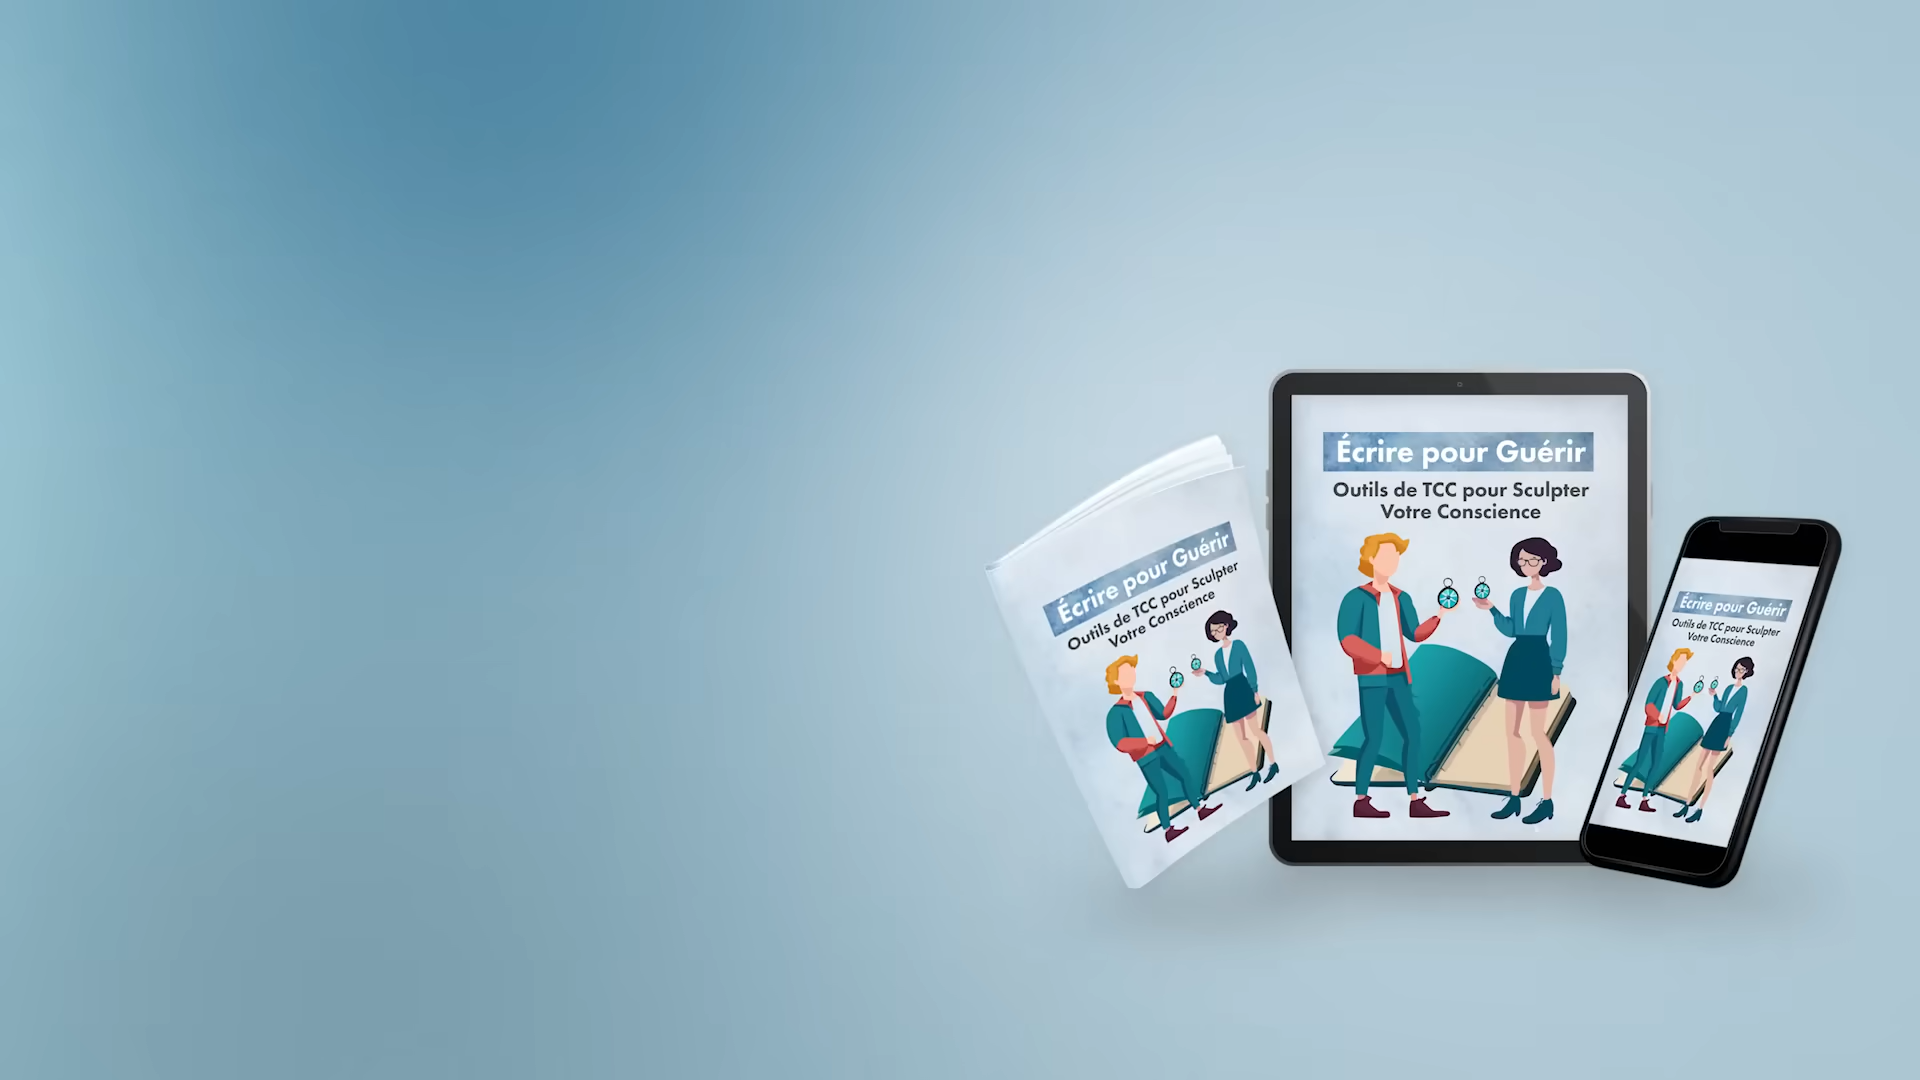 Écrire pour Guérir
Outils de TCC pour Sculpter
Votre Conscience
Écrire pour Guérir
Outils de TCC pour Sculpter
Votre Conscience
Écrire pour Guérir
Outils de TCC pour Sculpter
Votre Conscience